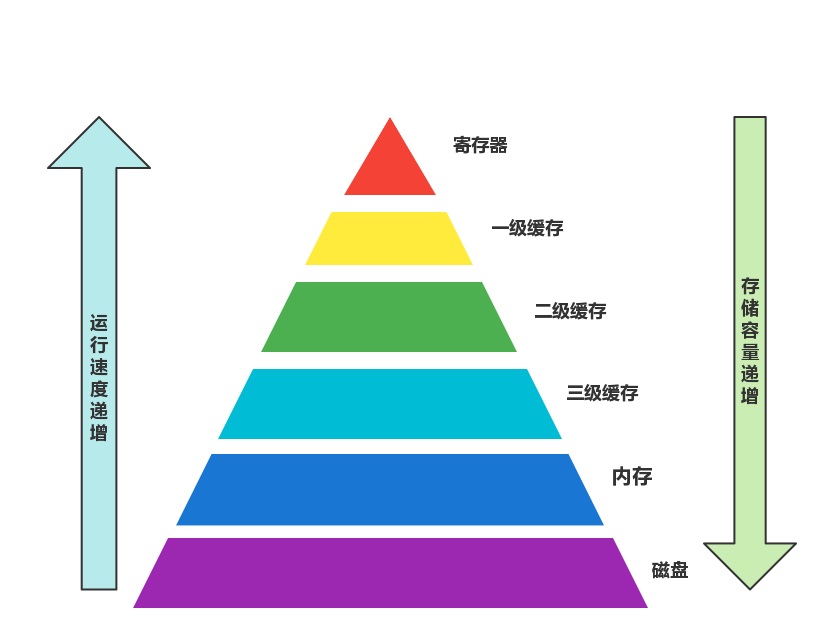 寄存器
一级缓存
二级缓存
三级缓存
内存
磁盘
运行速度递增
存储容量递增